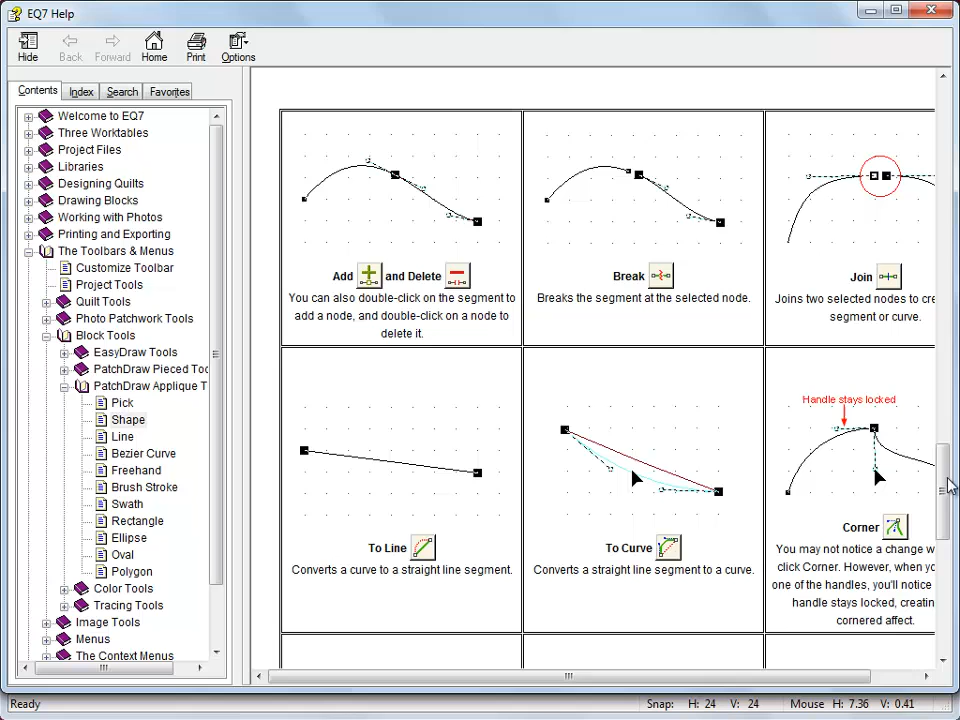 EQ7 Help
Hide
Back
Forward
Home
Print
Options
Contents
Index
Search
Favorites
Welcome to EQ7
Three Worktables
Project Files
Libraries
Designing Quilts
Drawing Blocks
Working with Photos
Printing and Exporting
The Toolbars & Menus
Customize Toolbar
Project Tools
Quilt Tools
Photo Patchwork Tools
Block Tools
EasyDraw Tools
PatchDraw Pieced Too
PatchDraw Applique T
Pick
Shape
Line
Bezier Curve
Freehand
Brush Stroke
Swath
Rectangle
Ellipse
Oval
Polygon
Color Tools
Tracing Tools
Image Tools
Menus
The Context Menus
Add and Delete
You can also double-click on the segment to
add a node, and double-click on a node to
delete it.
Break
Breaks the segment at the selected node.
Join
Joins two selected nodes to cre
segment or curve.
To Line
Converts a curve to a straight line segment.
To Curve
Converts a straight line segment to a curve.
Handle stays locked
Corner
You may not notice a change w
click Corner. However, when yo
one of the handles, you'll notice
handle stays locked, creatin
cornered affect.
Ready
Snap: H: 24 V: 24 Mouse H: 7.36 V: 0.41